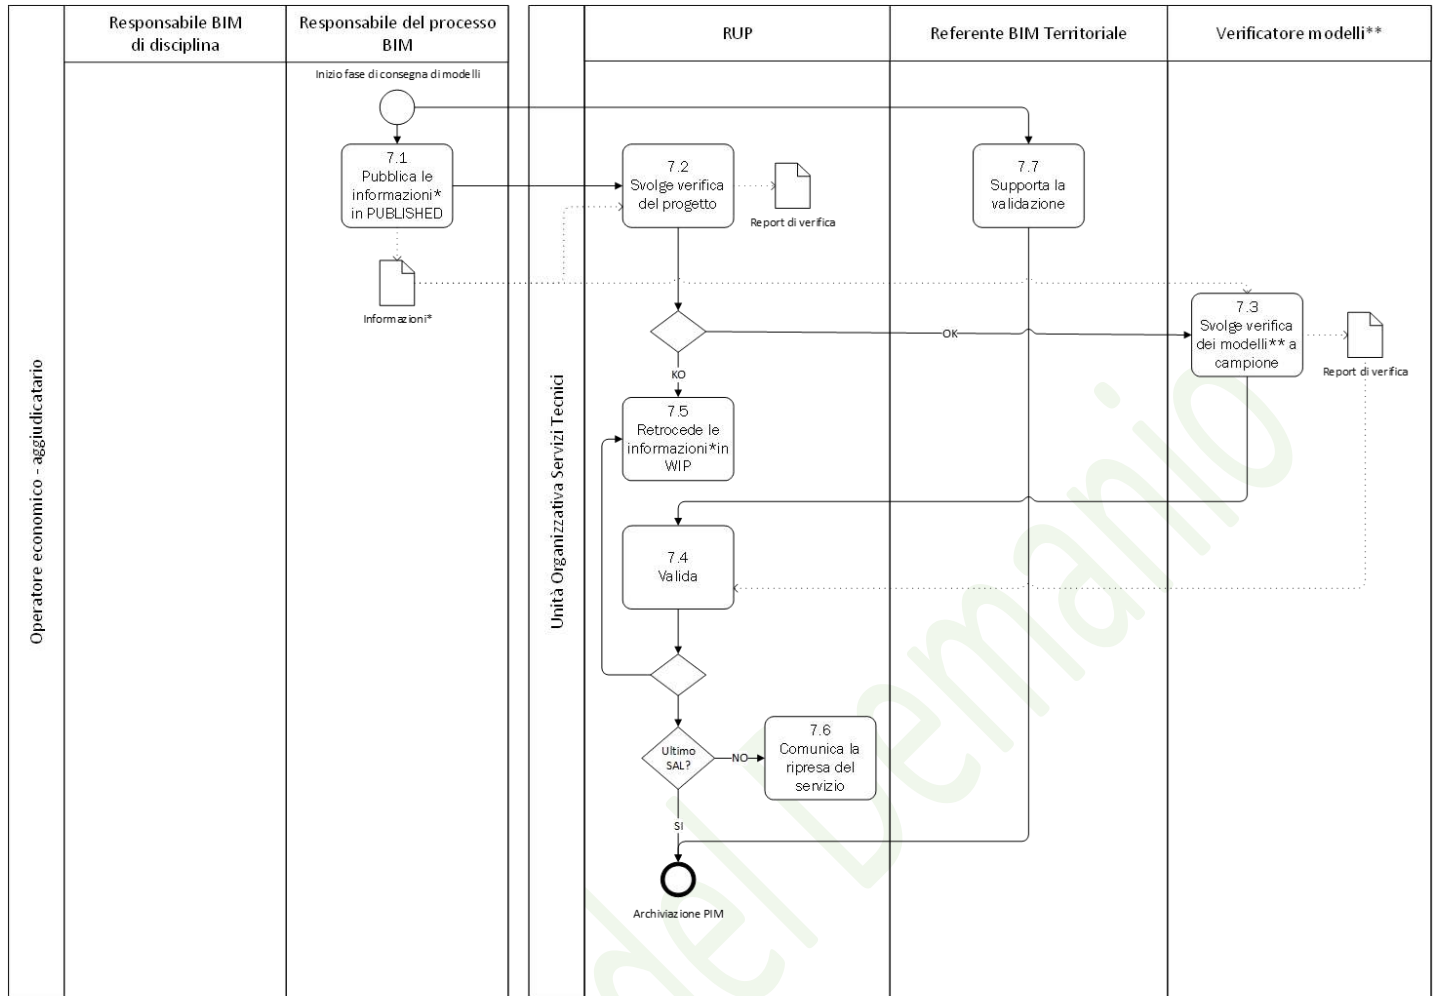 Responsabile BIM
di disciplina
Responsabile del processo
BIM
RUP
Referente BIM Territoriale
Verificatore modelli**
Operatore economico - aggiudicatario
Unità Organizzativa Servizi Tecnici
Inizio fase di consegna di modelli
7.1
Pubblica le
informazioni*
in PUBLISHED
Informazioni*
7.2
Svolge verifica
del progetto
Report di verifica
7.7
Supporta la
validazione
7.3
Svolge verifica
dei modelli** a
campione
Report di verifica
OK
KO
7.5
Retrocede le
informazioni*in
WIP
7.4
Valida
Ultimo
SAL?
NO
7.6
Comunica la
ripresa del
servizio
SI
Archiviazione PIM
del Demanio